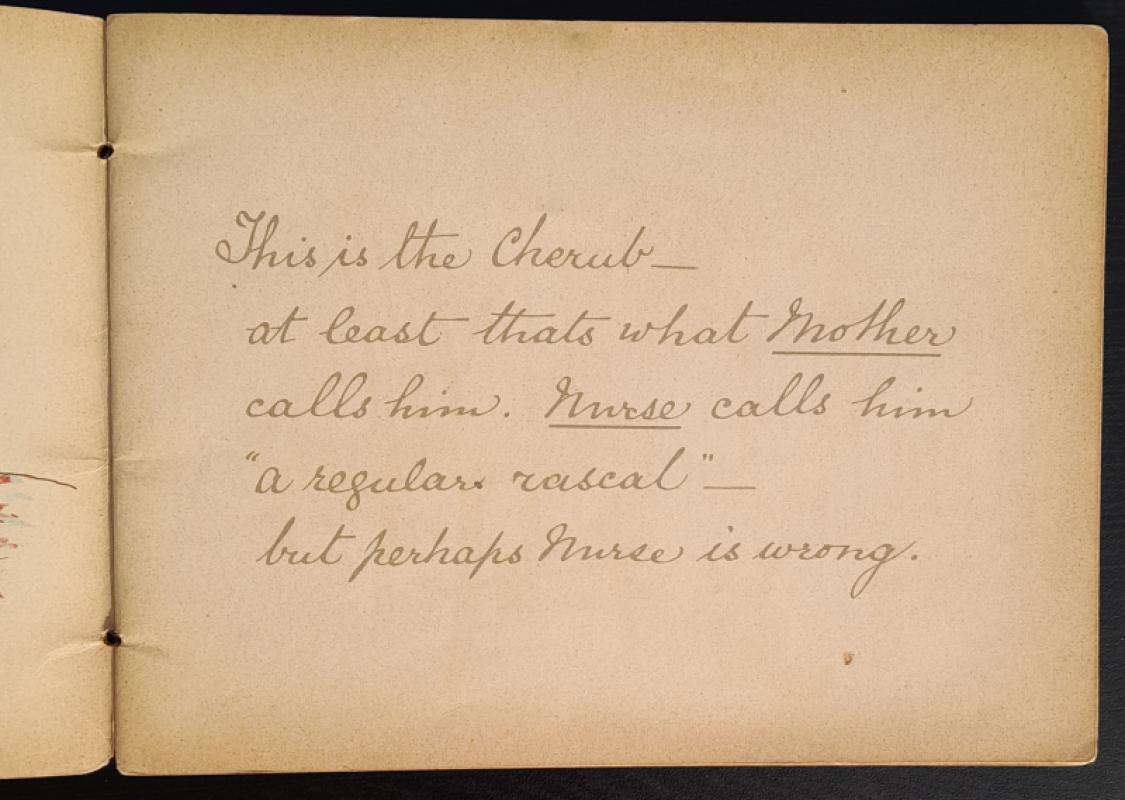 This is the Cherub—
at least thats what Mother
calls him. Nurse calls him
"a regular rascal"—
but perhaps Nurse is wrong.